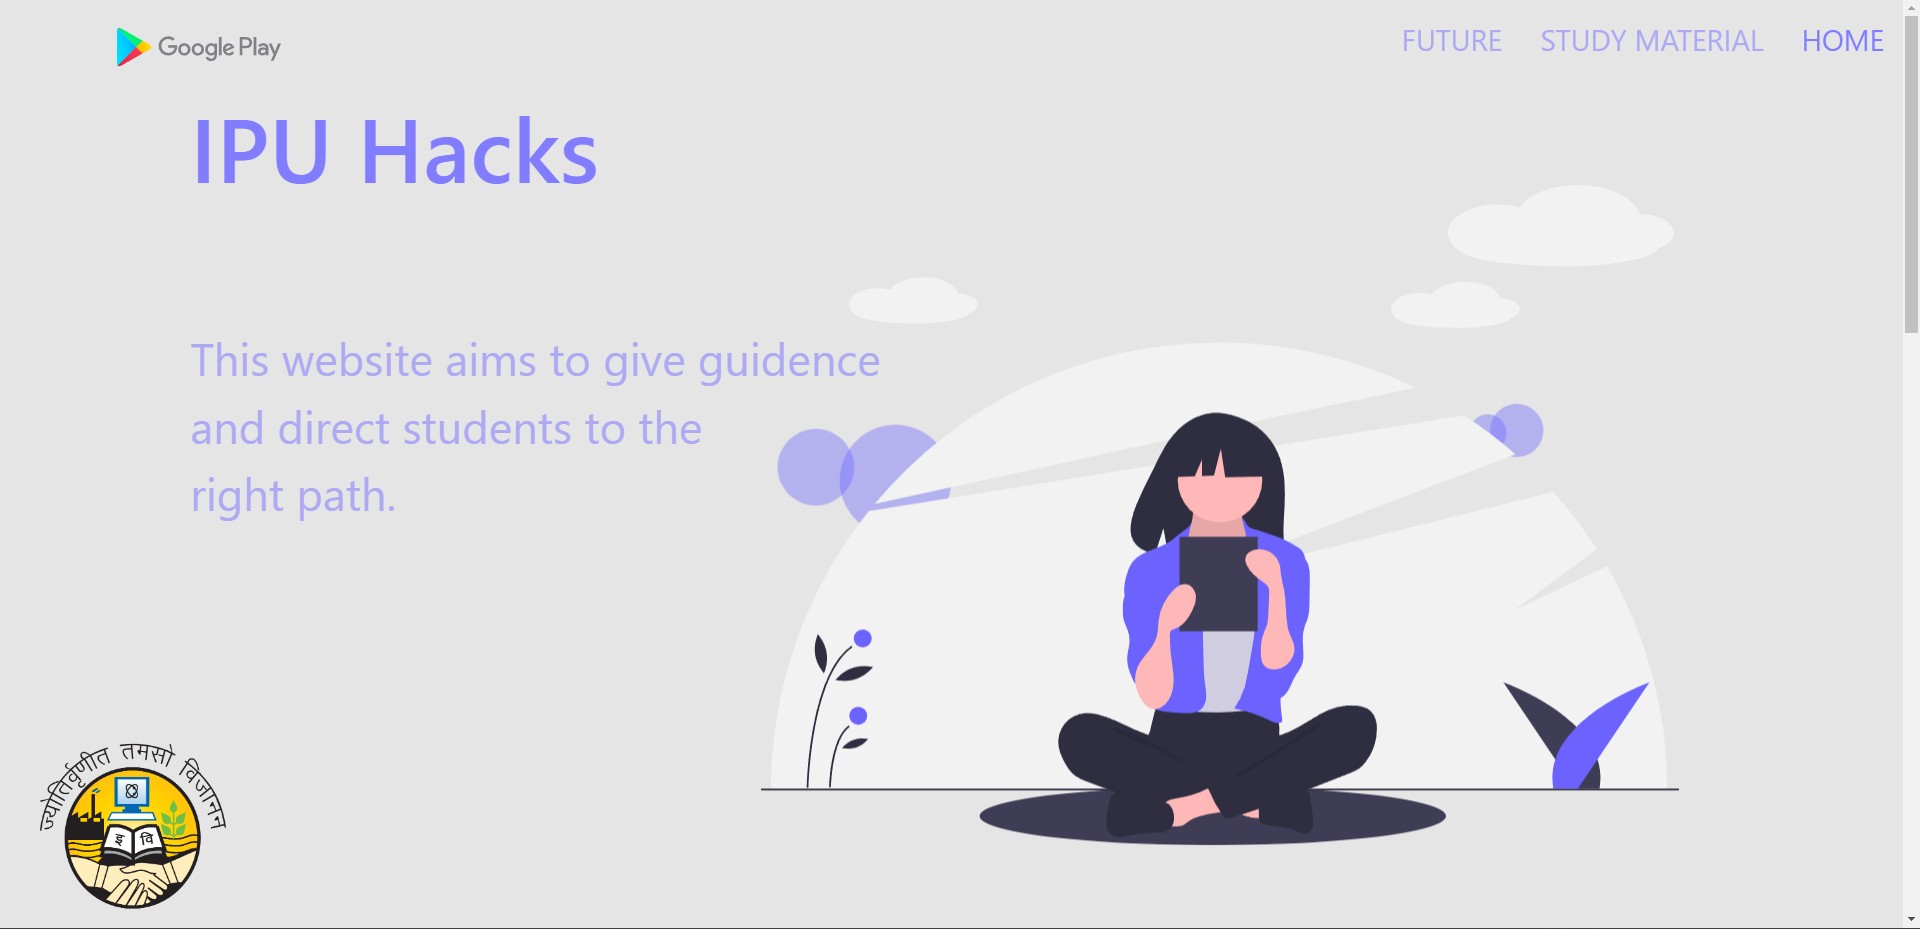 Google Play
FUTURE STUDY MATERIAL HOME
IPU Hacks
This website aims to give guidence
and direct students to the
right path.
ज्योतिर्वृणीत तमसो विजानन
इ वि